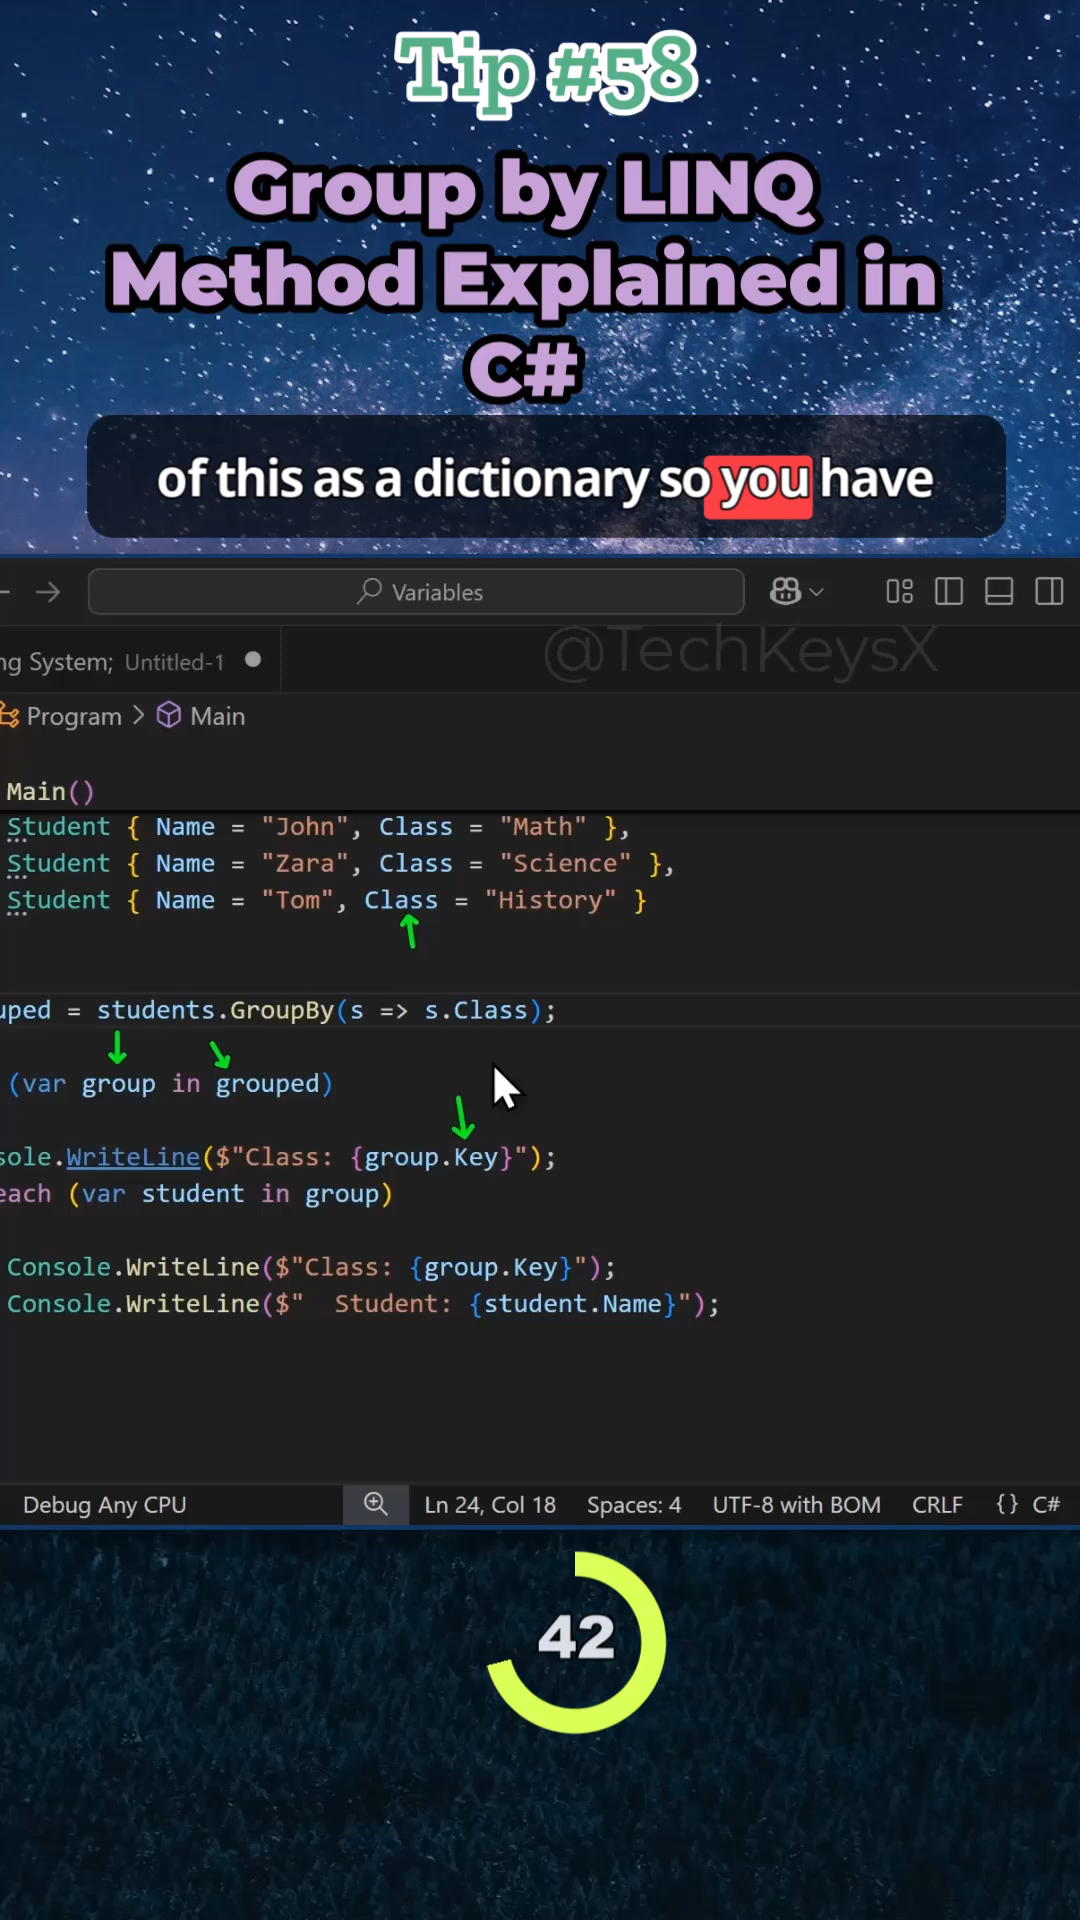 Tip #58
Group by LINQ
Method Explained in
C#
of this as a dictionary so you have
Variables
@TechKeysX
ng System; Untitled-1
Program > Main
Main()
Student { Name = "John", Class = "Math" },
Student { Name = "Zara", Class = "Science" },
Student { Name = "Tom", Class = "History" }
uped = students.GroupBy(s => s.Class);
(var group in grouped)
sole.WriteLine($"Class: {group.Key}");
each (var student in group)
Console.WriteLine($"Class: {group.Key}");
Console.WriteLine($"  Student: {student.Name}");
Debug Any CPU Ln 24, Col 18 Spaces: 4 UTF-8 with BOM CRLF {} C#
42